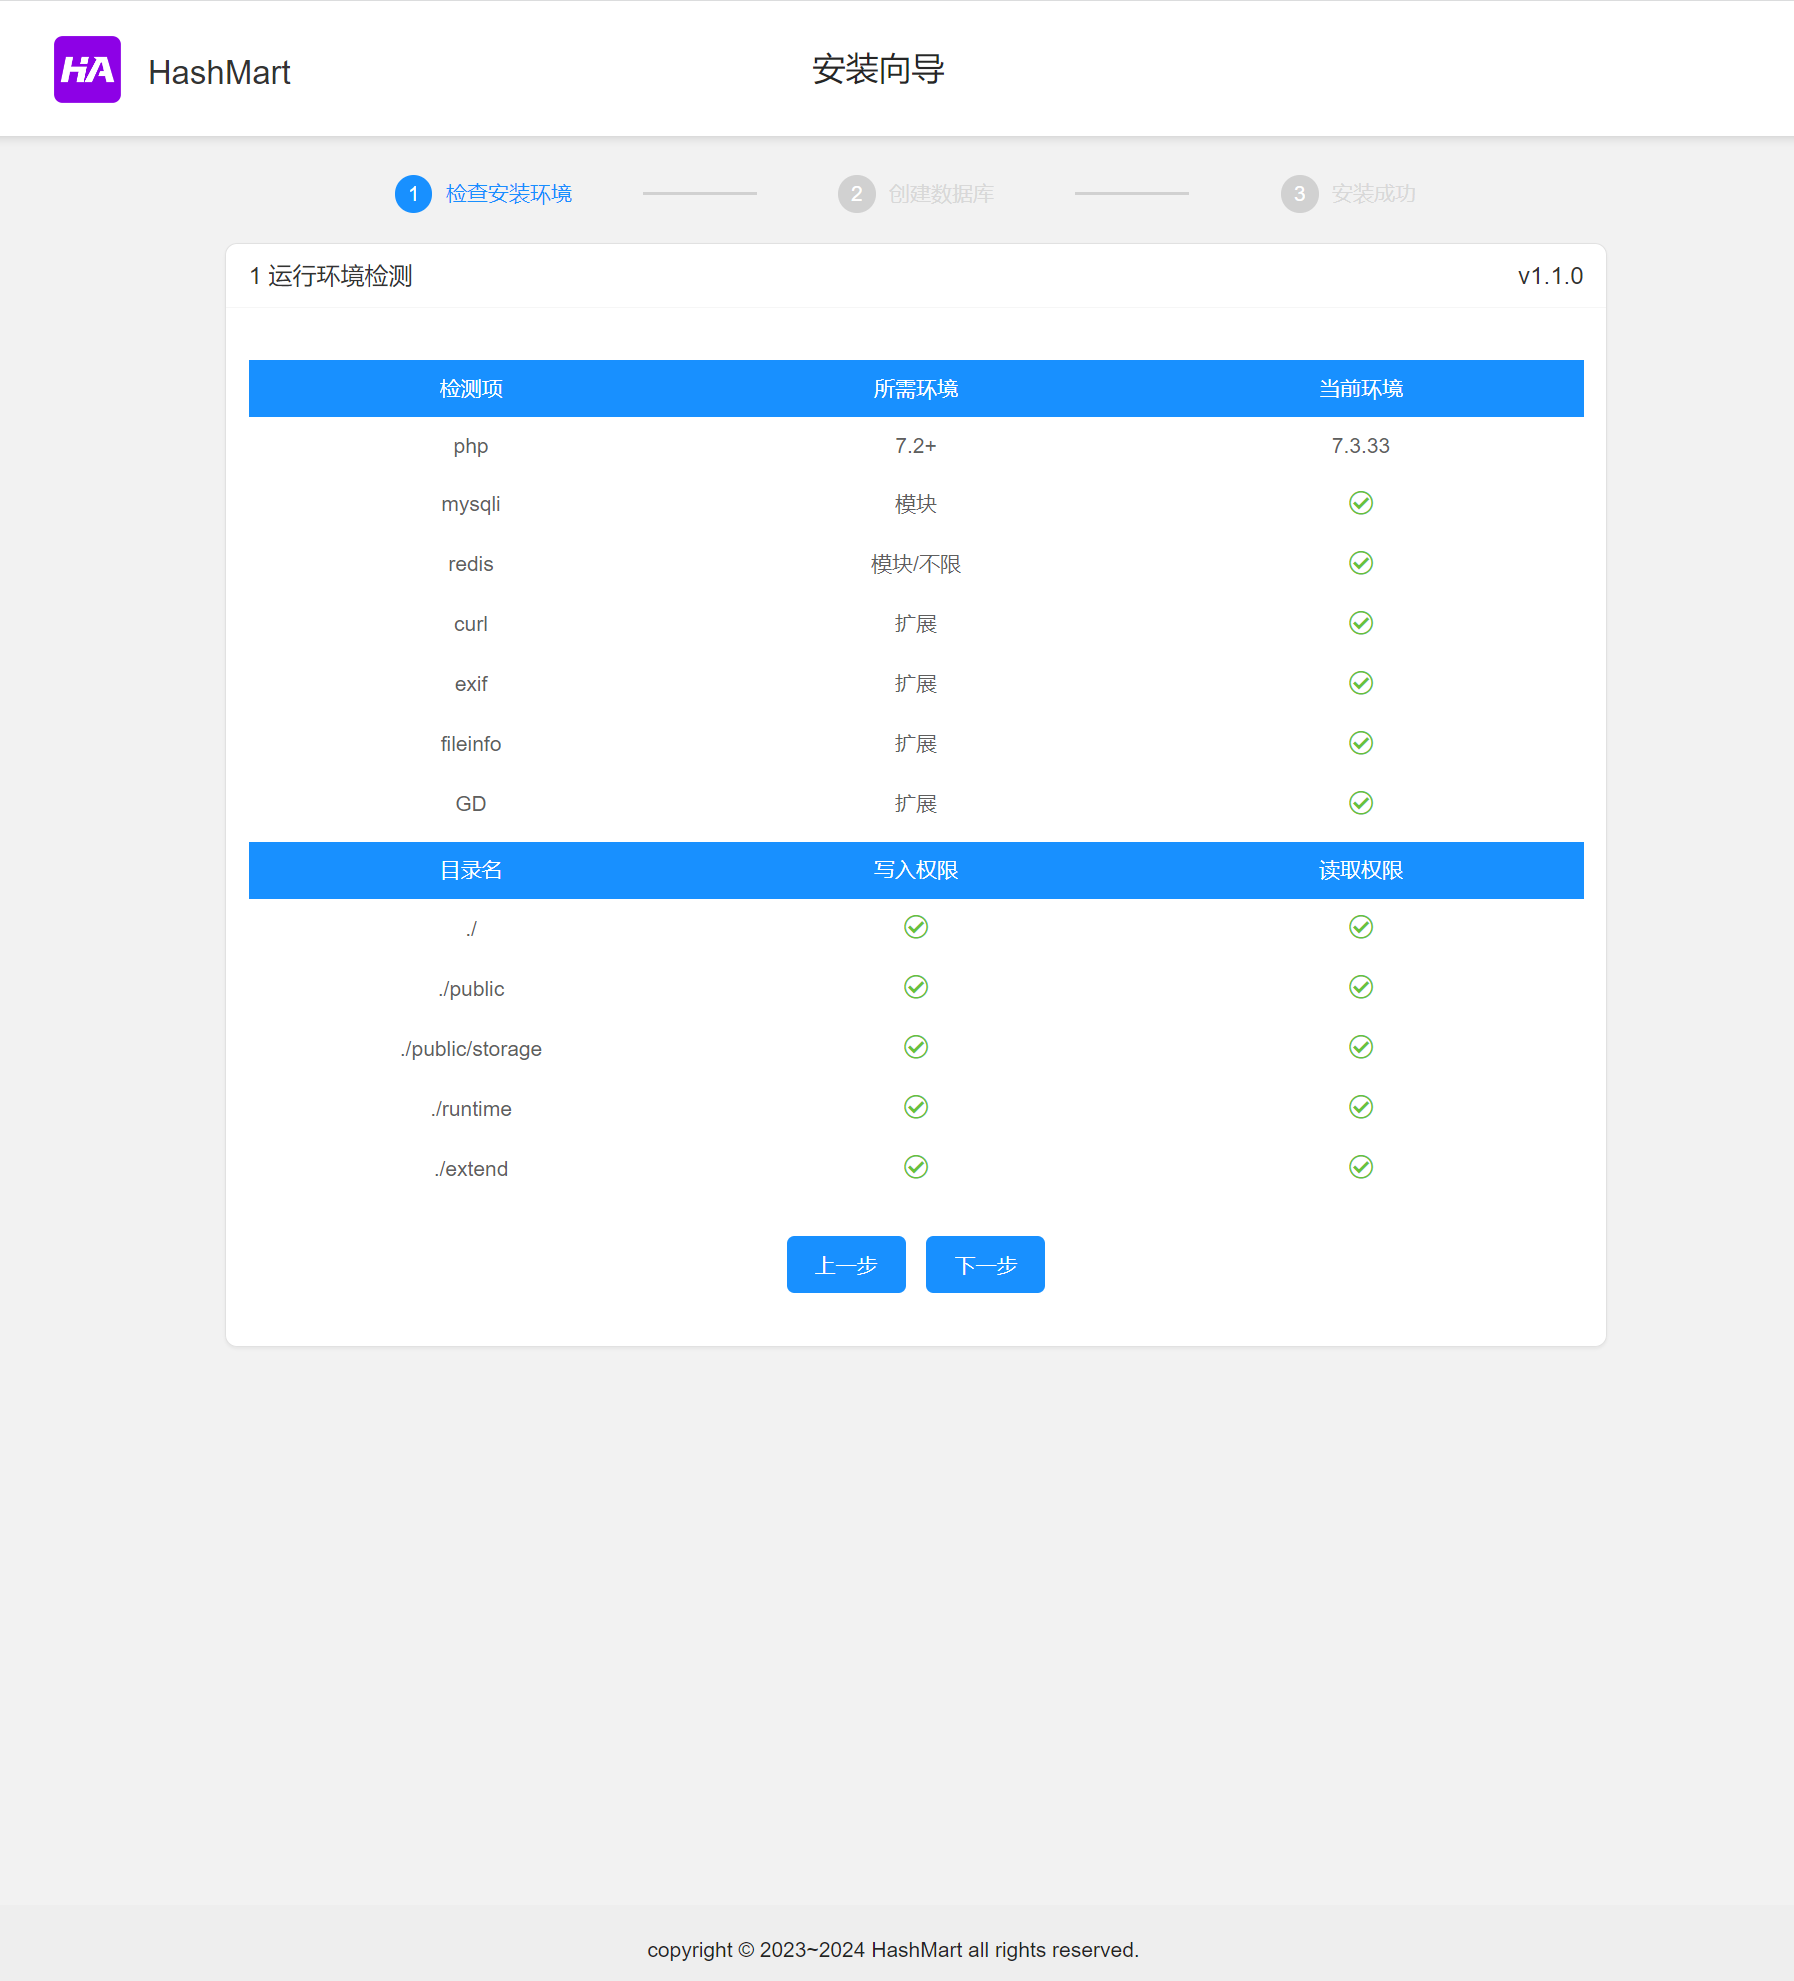 HA HashMart 安装向导
1 检查安装环境 2 创建数据库 3 安装成功
1 运行环境检测 v1.1.0
检测项 所需环境 当前环境
php 7.2+ 7.3.33
mysqli 模块
redis 模块/不限
curl 扩展
exif 扩展
fileinfo 扩展
GD 扩展
目录名 写入权限 读取权限
./
./public
./public/storage
./runtime
./extend
上一步 下一步
copyright © 2023~2024 HashMart all rights reserved.